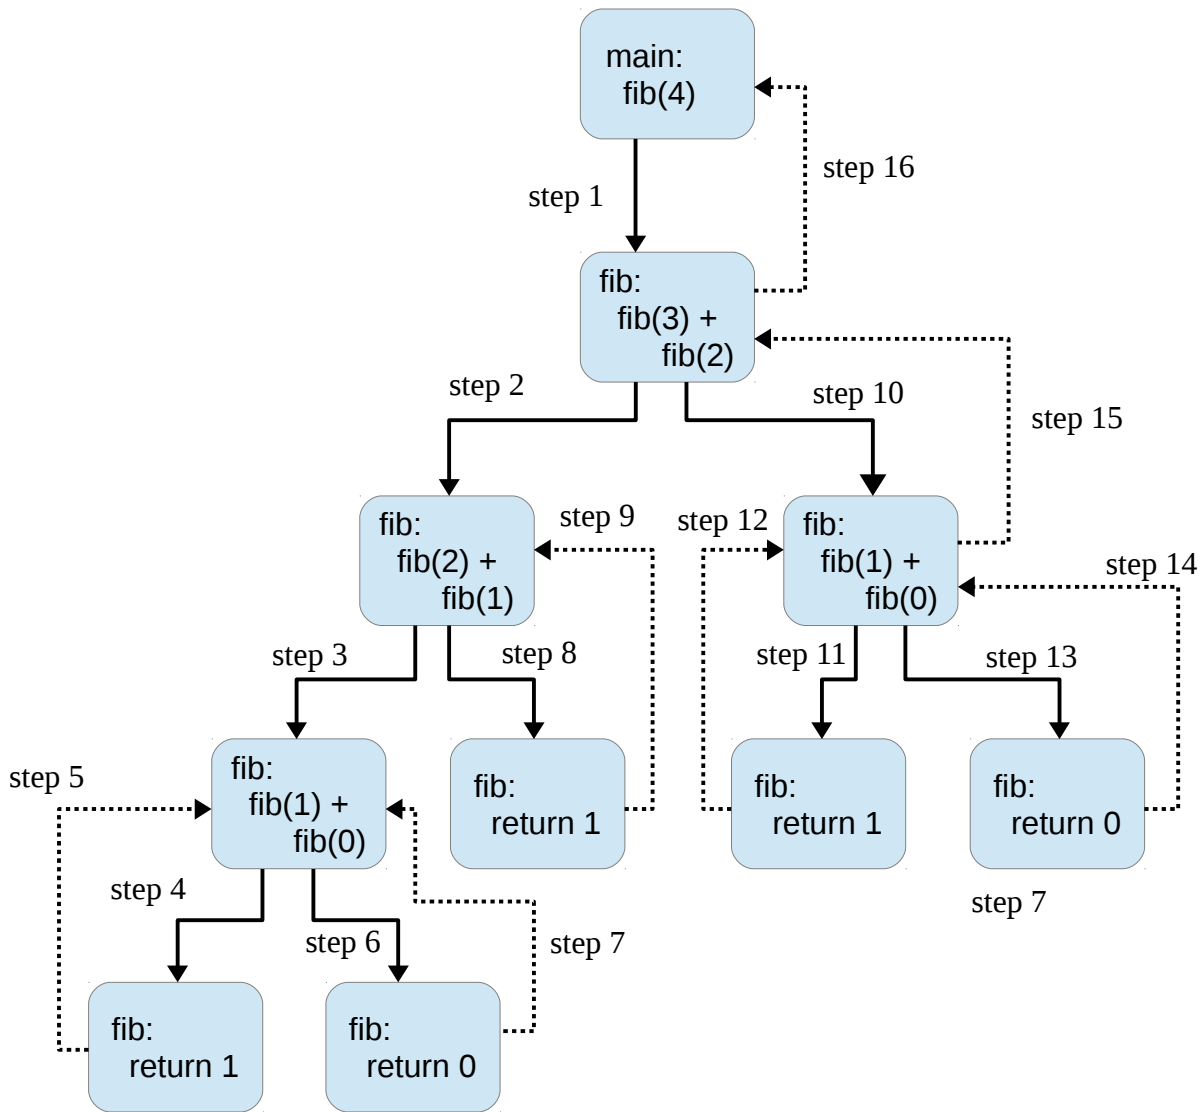 main:
fib(4)
step 16
step 1
fib:
fib(3) +
fib(2)
step 2
step 10
step 15
fib:
fib(2) +
fib(1)
step 9
step 12
fib:
fib(1) +
fib(0)
step 14
step 3
step 8
step 11
step 13
step 5
fib:
fib(1) +
fib(0)
fib:
return 1
fib:
return 1
fib:
return 0
step 4
step 6
step 7
step 7
fib:
return 1
fib:
return 0